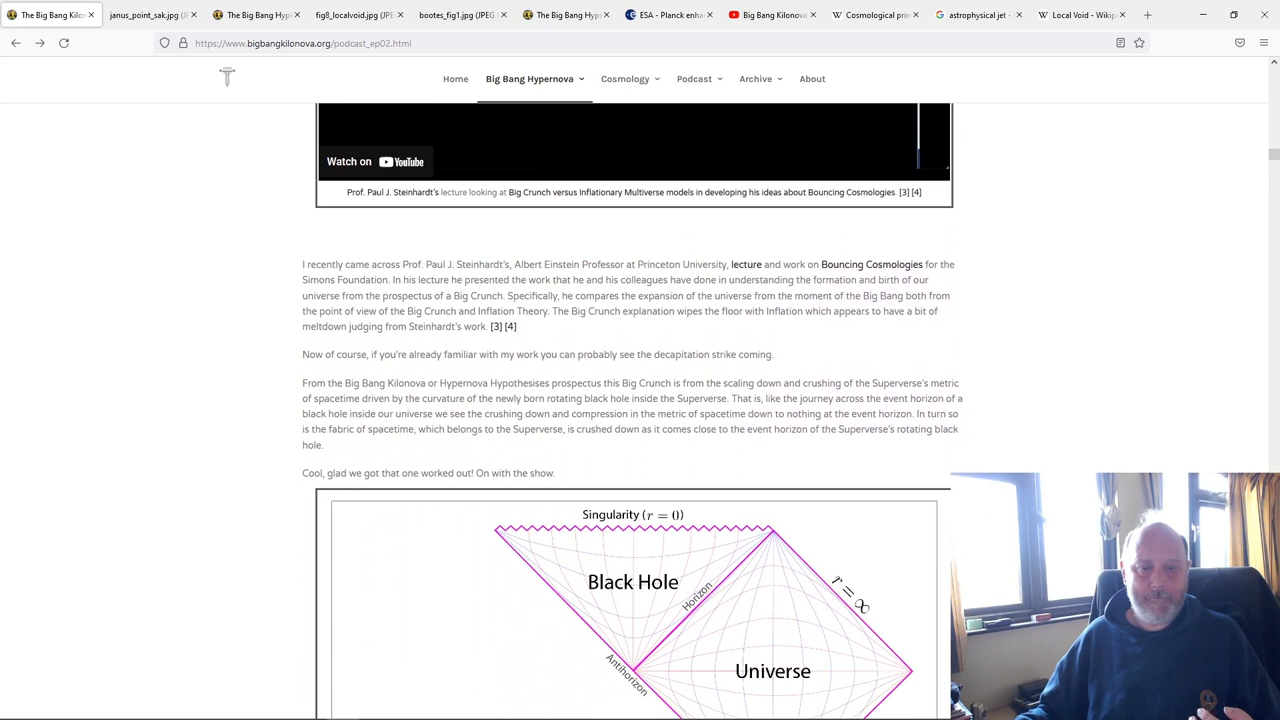 The Big Bang Kilon
janus_point_sak.jpg (JP
The Big Bang Hyperno
fig8_localvoid.jpg (JPE
bootes_fig1.jpg (JPEG
The Big Bang Hyperno
ESA - Planck enhan
Big Bang Kilonova
Cosmological prin
astrophysical jet -
Local Void - Wikip
https://www.bigbangkilonova.org/podcast_ep02.html
Home
Big Bang Hypernova
Cosmology
Podcast
Archive
About
Watch on YouTube
Prof. Paul J. Steinhardt's lecture looking at Big Crunch versus Inflationary Multiverse models in developing his ideas about Bouncing Cosmologies. [3] [4]
I recently came across Prof. Paul J. Steinhardt's, Albert Einstein Professor at Princeton University, lecture and work on Bouncing Cosmologies for the
Simons Foundation. In his lecture he presented the work that he and his colleagues have done in understanding the formation and birth of our
universe from the prospectus of a Big Crunch. Specifically, he compares the expansion of the universe from the moment of the Big Bang both from
the point of view of the Big Crunch and Inflation Theory. The Big Crunch explanation wipes the floor with Inflation which appears to have a bit of
meltdown judging from Steinhardt's work. [3] [4]
Now of course, if you're already familiar with my work you can probably see the decapitation strike coming.
From the Big Bang Kilonova or Hypernova Hypothesises prospectus this Big Crunch is from the scaling down and crushing of the Superverse's metric
of spacetime driven by the curvature of the newly born rotating black hole inside the Superverse. That is, like the journey across the event horizon of a
black hole inside our universe we see the crushing down and compression in the metric of spacetime down to nothing at the event horizon. In turn so
is the fabric of spacetime, which belongs to the Superverse, is crushed down as it comes close to the event horizon of the Superverse's rotating black
hole.
Cool, glad we got that one worked out! On with the show.
Singularity (r = 0)
Black Hole
Horizon
r = ∞
Antihorizon
Universe